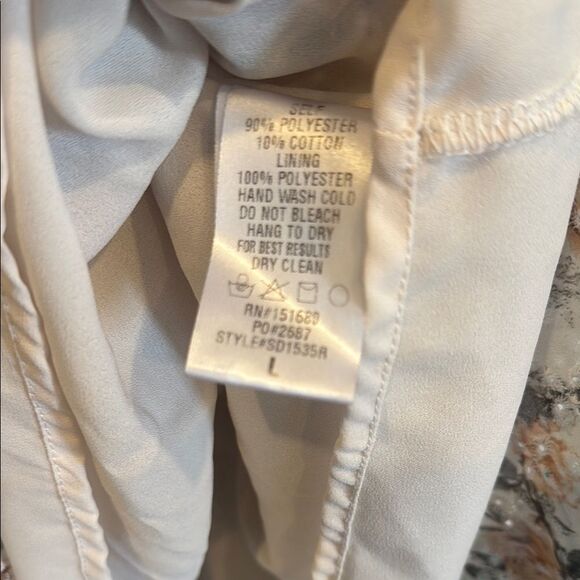 SELF
90% POLYESTER
10% COTTON
LINING
100% POLYESTER
HAND WASH COLD
DO NOT BLEACH
HANG TO DRY
FOR BEST RESULTS
DRY CLEAN
RN#151689
PO#2687
STYLE#SD1535R
L